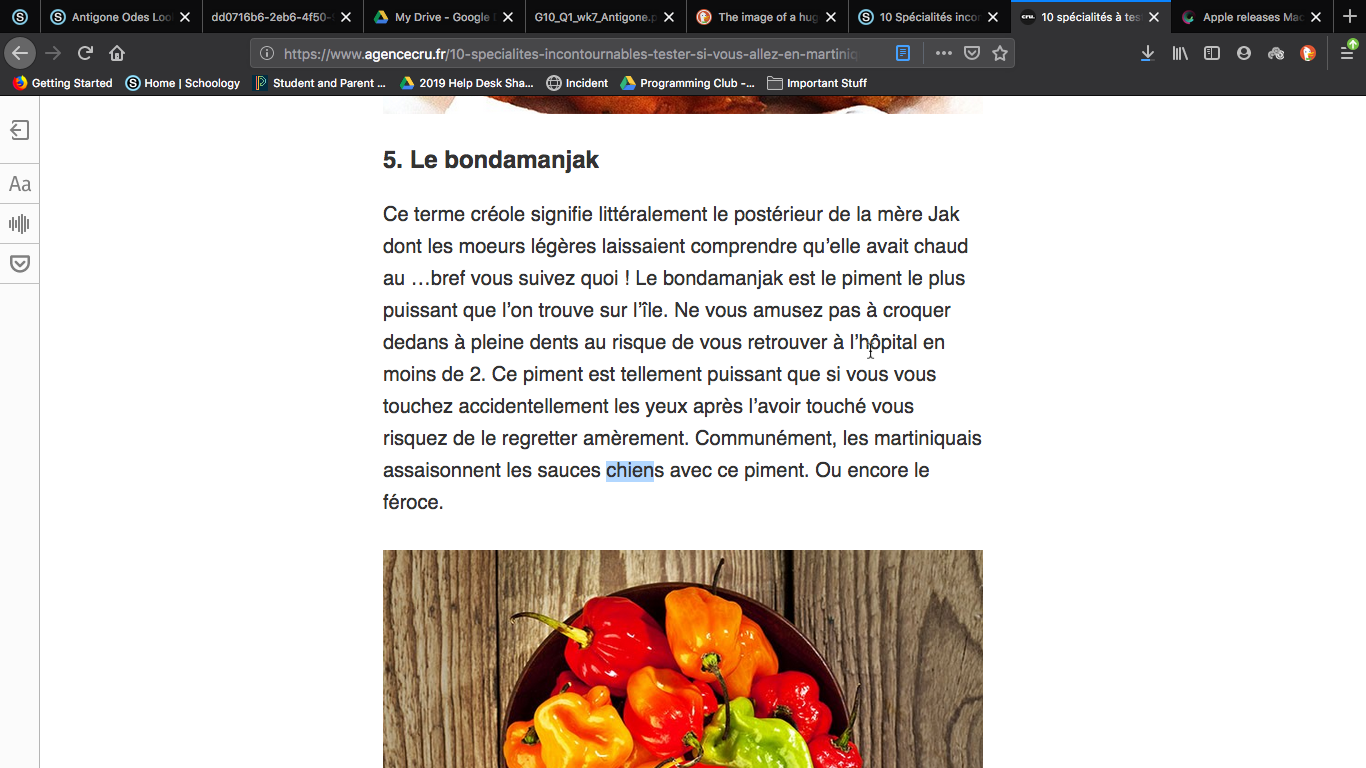 Antigone Odes Loo
dd0716b6-2eb6-4f50-
My Drive - Google
G10_Q1_wk7_Antigone.p
The image of a hug
10 Spécialités incor
cru.
10 spécialités à tes
Apple releases Mac
https://www.agencecru.fr/10-specialites-incontournables-tester-si-vous-allez-en-martiniq
Getting Started
Home | Schoology
Student and Parent ...
2019 Help Desk Sha...
Incident
Programming Club -...
Important Stuff
Aa
5. Le bondamanjak
Ce terme créole signifie littéralement le postérieur de la mère Jak
dont les moeurs légères laissaient comprendre qu’elle avait chaud
au …bref vous suivez quoi ! Le bondamanjak est le piment le plus
puissant que l’on trouve sur l’île. Ne vous amusez pas à croquer
dedans à pleine dents au risque de vous retrouver à l’hôpital en
moins de 2. Ce piment est tellement puissant que si vous vous
touchez accidentellement les yeux après l’avoir touché vous
risquez de le regretter amèrement. Communément, les martiniquais
assaisonnent les sauces chiens avec ce piment. Ou encore le
féroce.